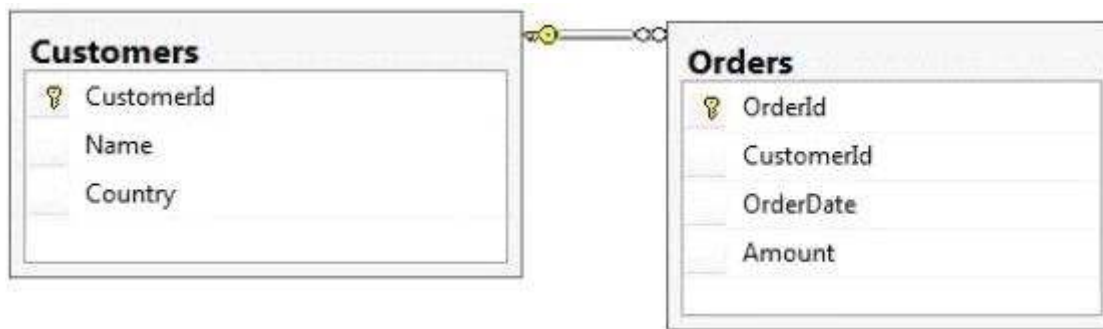 Customers
CustomerId
Name
Country
Orders
OrderId
CustomerId
OrderDate
Amount